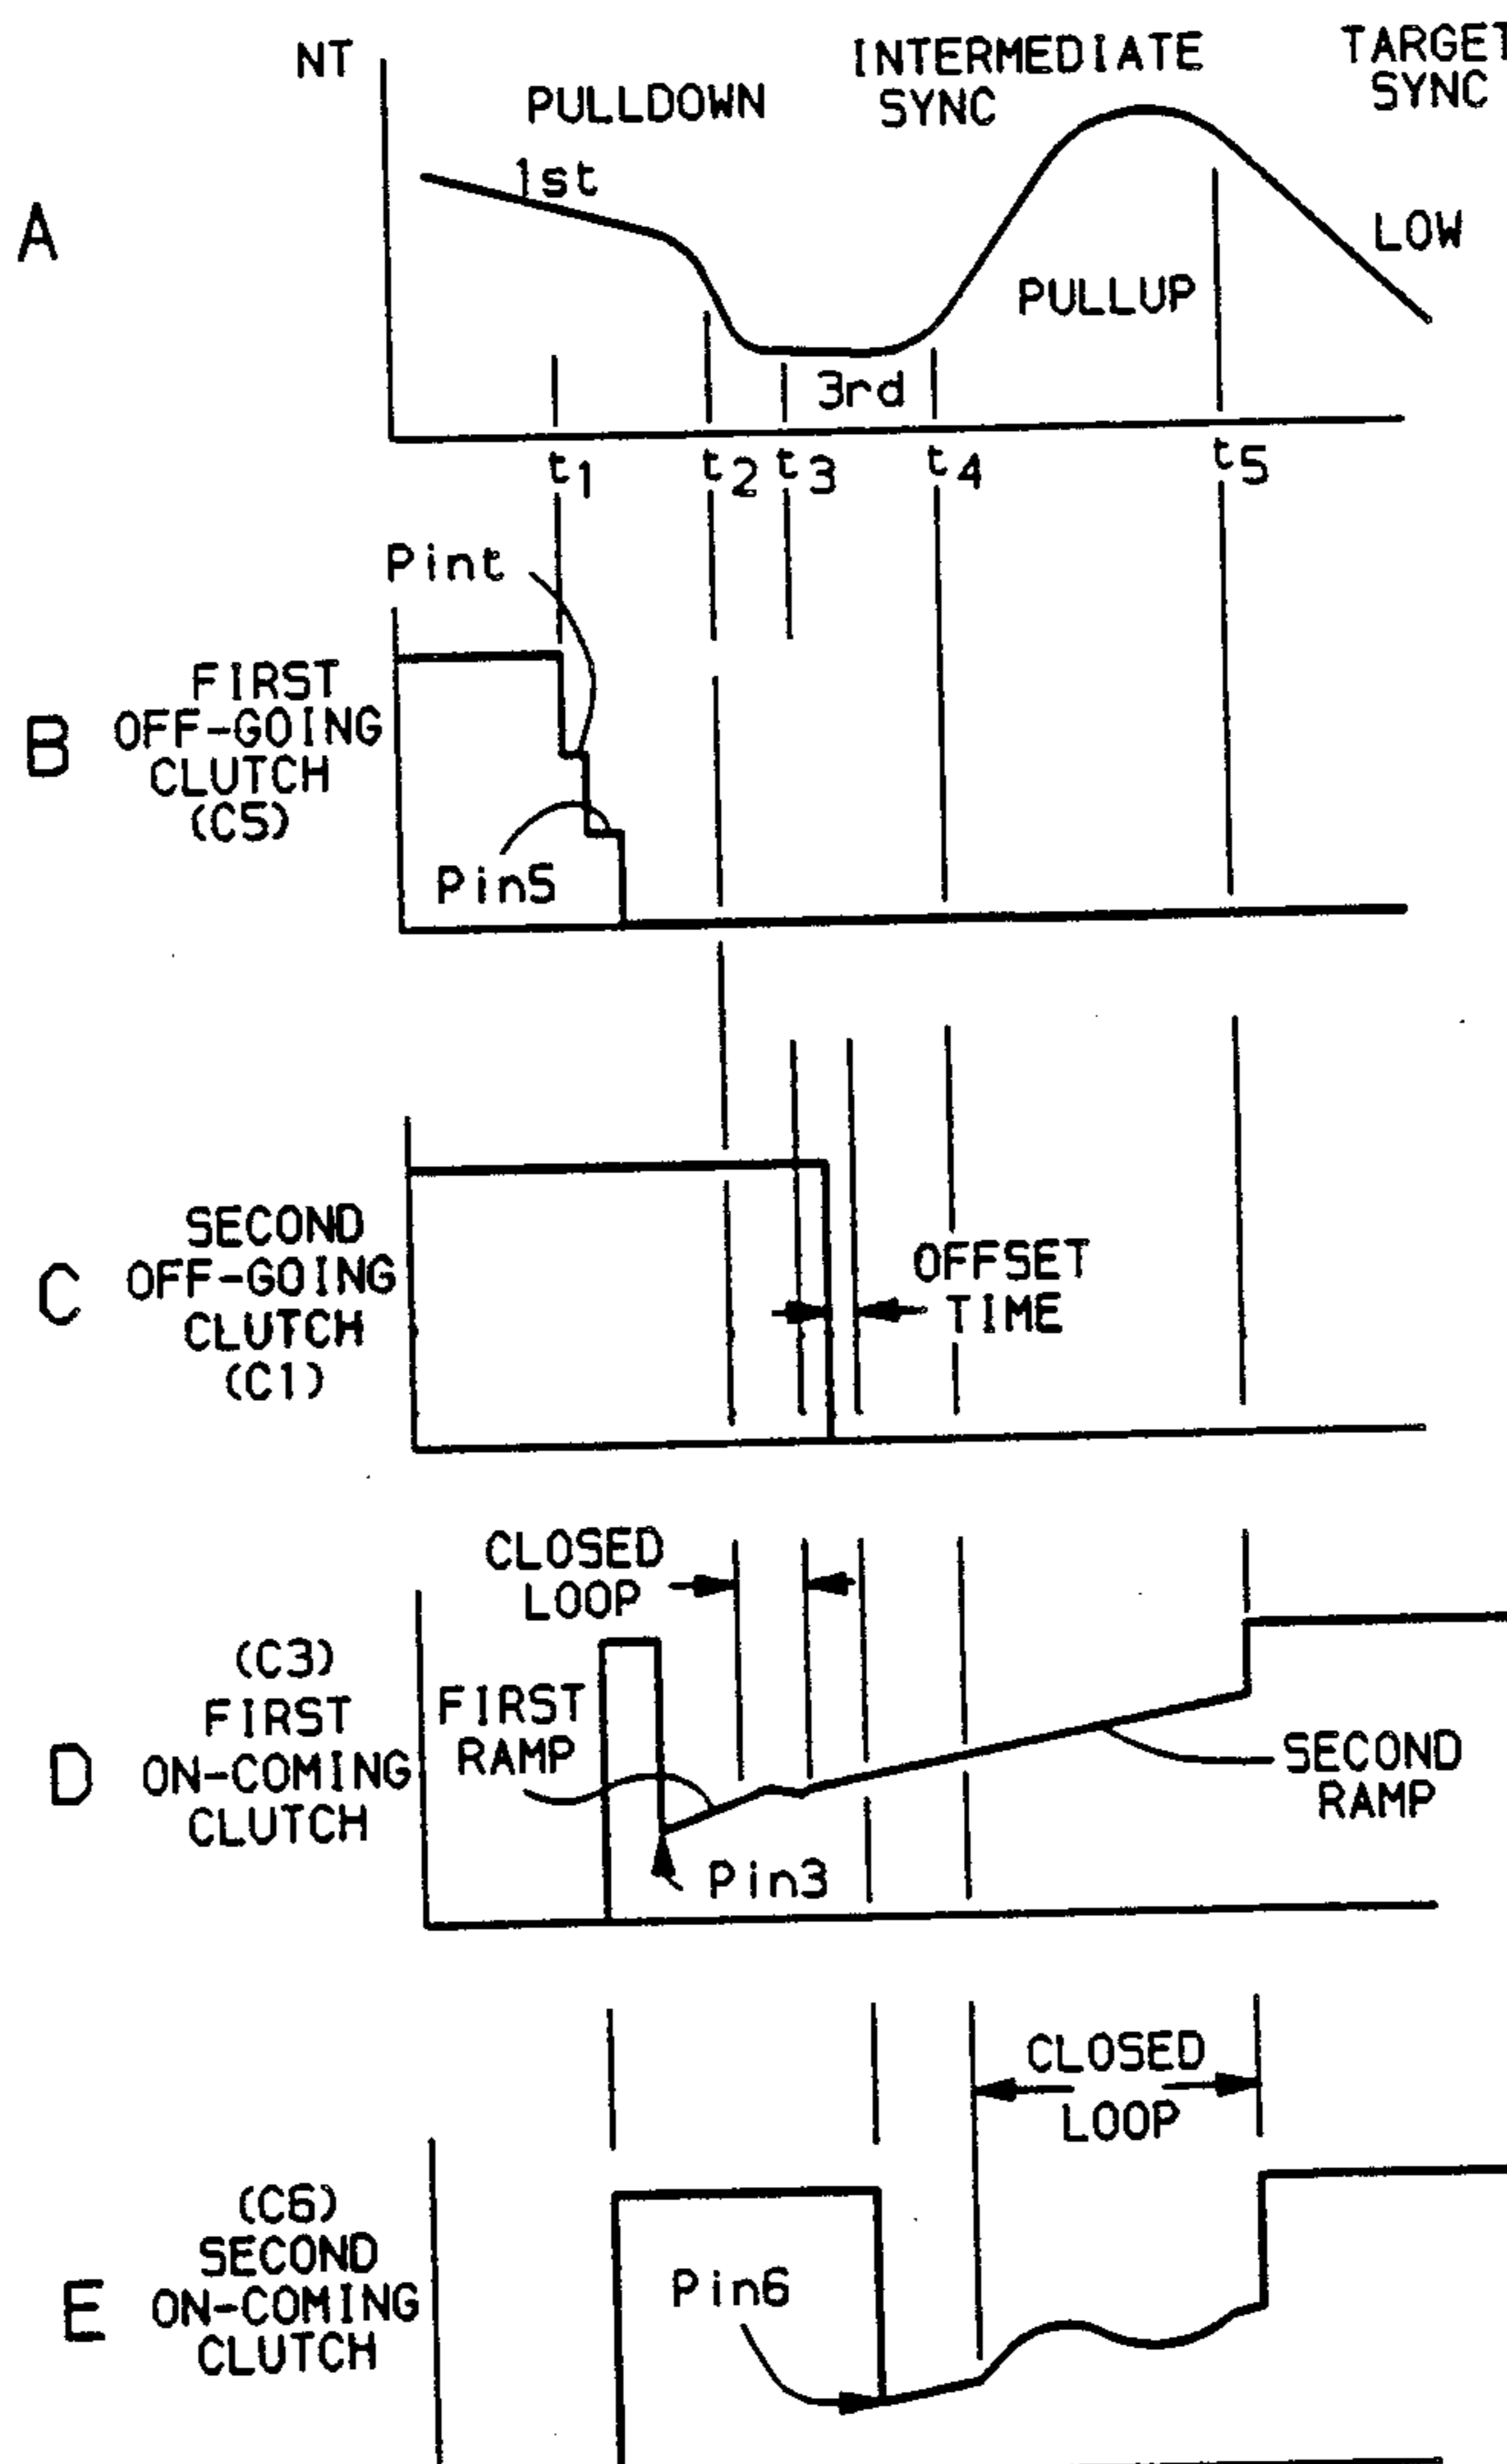 NT
PULLDOWN
INTERMEDIATE
SYNC
TARGET
SYNC
1st
A
LOW
PULLUP
3rd
t1
t2
t3
t4
t5
Pint
B
FIRST
OFF-GOING
CLUTCH
(C5)
Pin5
C
SECOND
OFF-GOING
CLUTCH
(C1)
OFFSET
TIME
CLOSED
LOOP
D
(C3)
FIRST
ON-COMING
CLUTCH
FIRST
RAMP
SECOND
RAMP
Pin3
CLOSED
LOOP
E
(C6)
SECOND
ON-COMING
CLUTCH
Pin6